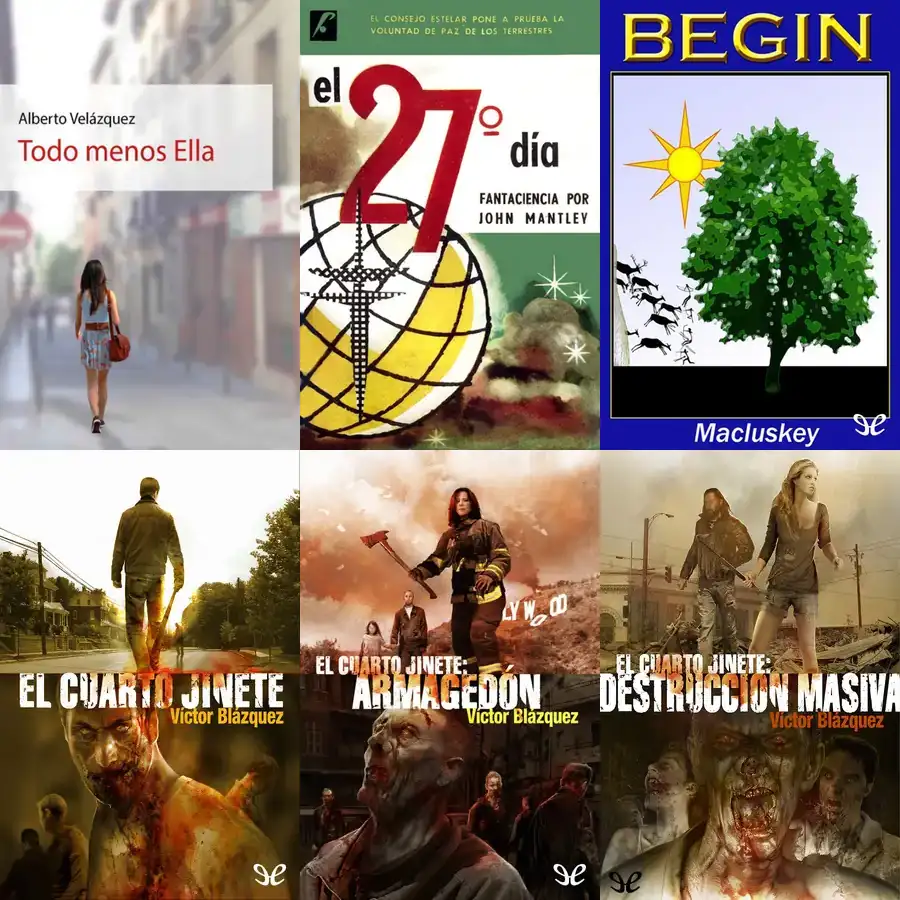 Alberto Velázquez
Todo menos Ella
EL CONSEJO ESTELAR PONE A PRUEBA LA
VOLUNTAD DE PAZ DE LOS TERRESTRES
el
27º
día
FANTACIENCIA POR
JOHN MANTLEY
BEGIN
Macluskey
EL CUARTO JINETE
Víctor Blázquez
LYWOOD
EL CUARTO JINETE:
ARMAGEDÓN
Víctor Blázquez
EL CUARTO JINETE:
DESTRUCCIÓN MASIVA
Víctor Blázquez